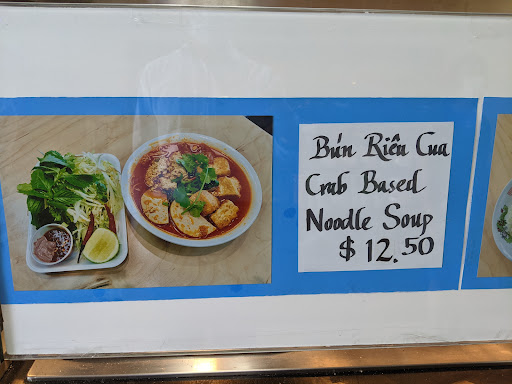 Bún Riêu Cua
Crab Based
Noodle Soup
$12.50